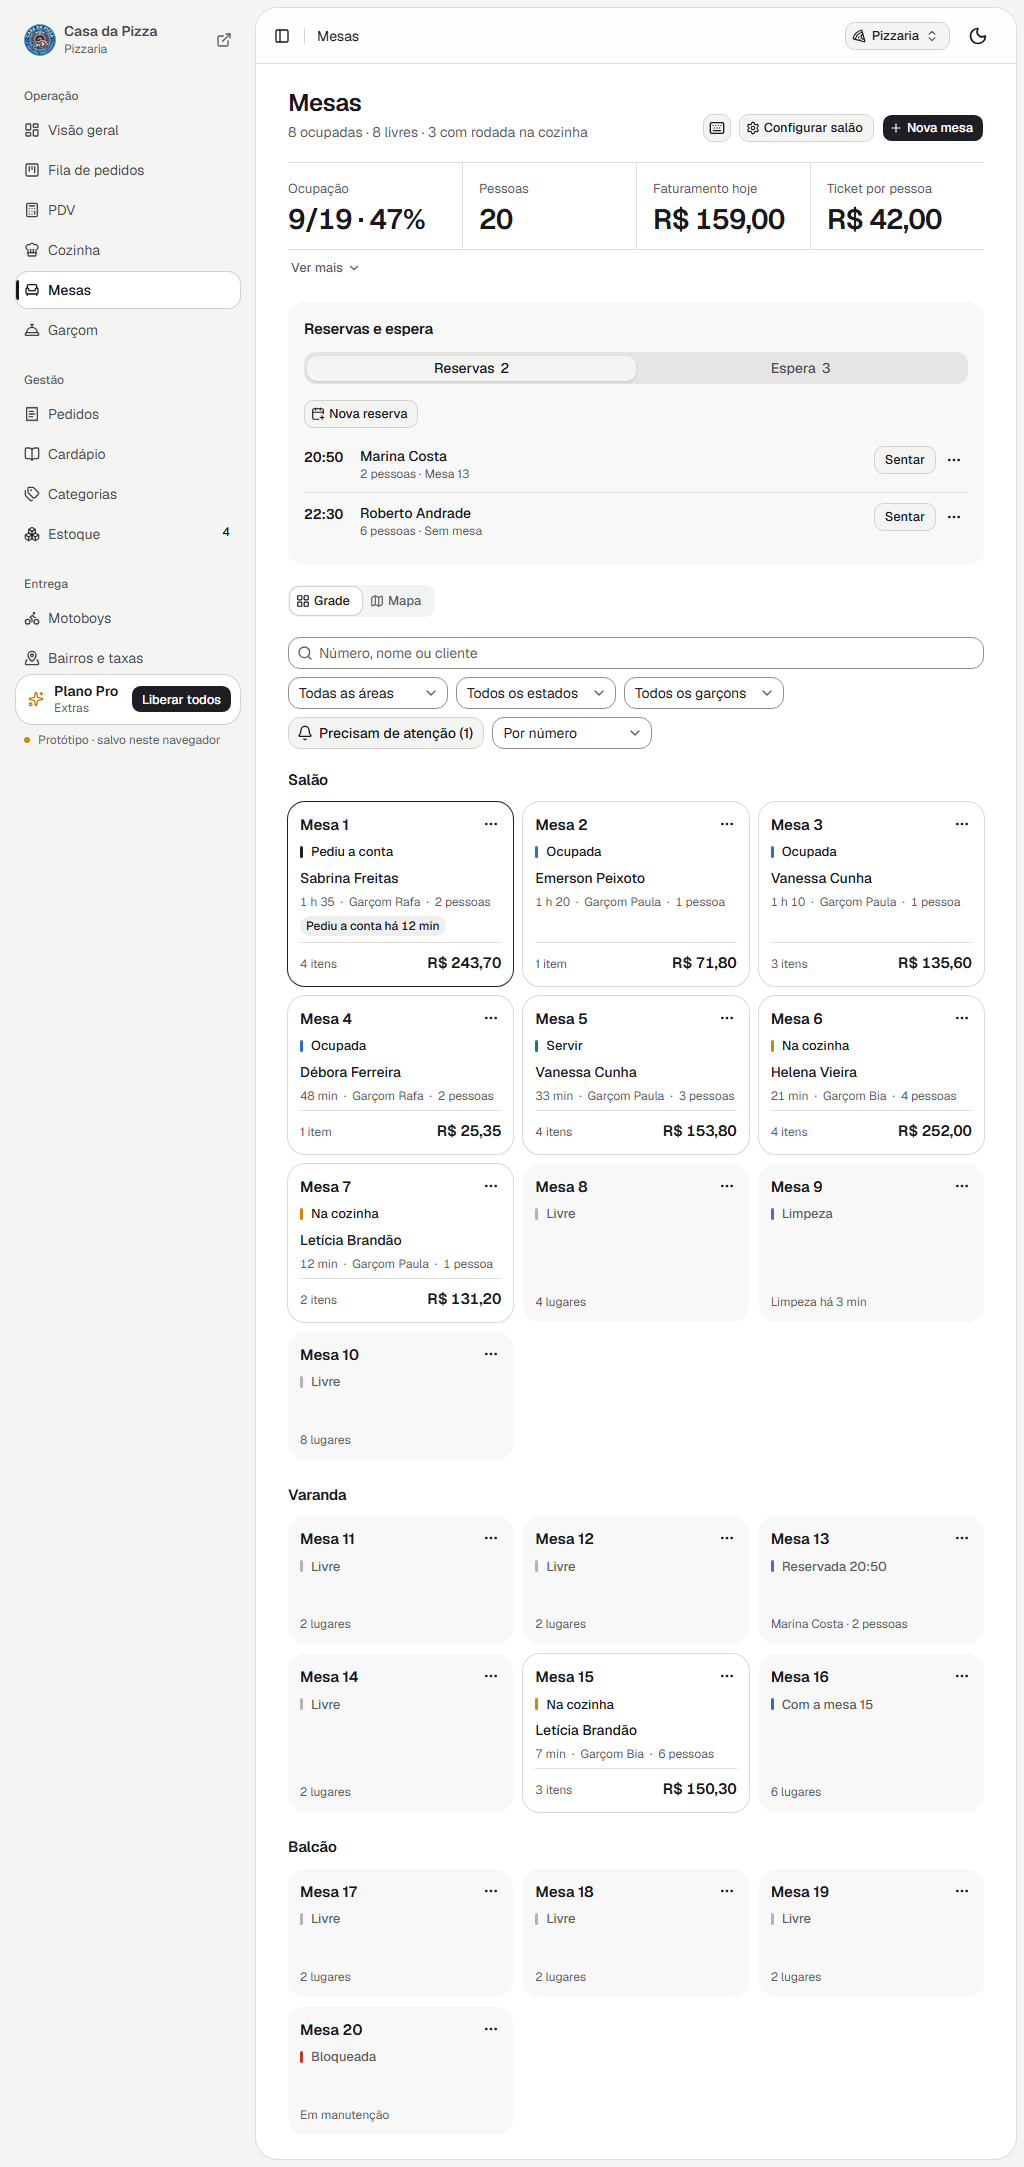 Casa da Pizza
Pizzaria
Operação
Visão geral
Fila de pedidos
PDV
Cozinha
Mesas
Garçom
Gestão
Pedidos
Cardápio
Categorias
Estoque 4
Entrega
Motoboys
Bairros e taxas
Plano Pro
Extras
Liberar todos
Protótipo · salvo neste navegador
Mesas
Pizzaria
Mesas
8 ocupadas · 8 livres · 3 com rodada na cozinha
Configurar salão
Nova mesa
Ocupação
9/19 · 47%
Pessoas
20
Faturamento hoje
R$ 159,00
Ticket por pessoa
R$ 42,00
Ver mais
Reservas e espera
Reservas 2
Espera 3
Nova reserva
20:50 Marina Costa
2 pessoas · Mesa 13
Sentar
22:30 Roberto Andrade
6 pessoas · Sem mesa
Sentar
Grade
Mapa
Número, nome ou cliente
Todas as áreas
Todos os estados
Todos os garçons
Precisam de atenção (1)
Por número
Salão
Mesa 1
Pediu a conta
Sabrina Freitas
1 h 35 · Garçom Rafa · 2 pessoas
Pediu a conta há 12 min
4 itens R$ 243,70
Mesa 2
Ocupada
Emerson Peixoto
1 h 20 · Garçom Paula · 1 pessoa
1 item R$ 71,80
Mesa 3
Ocupada
Vanessa Cunha
1 h 10 · Garçom Paula · 1 pessoa
3 itens R$ 135,60
Mesa 4
Ocupada
Débora Ferreira
48 min · Garçom Rafa · 2 pessoas
1 item R$ 25,35
Mesa 5
Servir
Vanessa Cunha
33 min · Garçom Paula · 3 pessoas
4 itens R$ 153,80
Mesa 6
Na cozinha
Helena Vieira
21 min · Garçom Bia · 4 pessoas
4 itens R$ 252,00
Mesa 7
Na cozinha
Letícia Brandão
12 min · Garçom Paula · 1 pessoa
2 itens R$ 131,20
Mesa 8
Livre
4 lugares
Mesa 9
Limpeza
Limpeza há 3 min
Mesa 10
Livre
8 lugares
Varanda
Mesa 11
Livre
2 lugares
Mesa 12
Livre
2 lugares
Mesa 13
Reservada 20:50
Marina Costa · 2 pessoas
Mesa 14
Livre
2 lugares
Mesa 15
Na cozinha
Letícia Brandão
7 min · Garçom Bia · 6 pessoas
3 itens R$ 150,30
Mesa 16
Com a mesa 15
6 lugares
Balcão
Mesa 17
Livre
2 lugares
Mesa 18
Livre
2 lugares
Mesa 19
Livre
2 lugares
Mesa 20
Bloqueada
Em manutenção